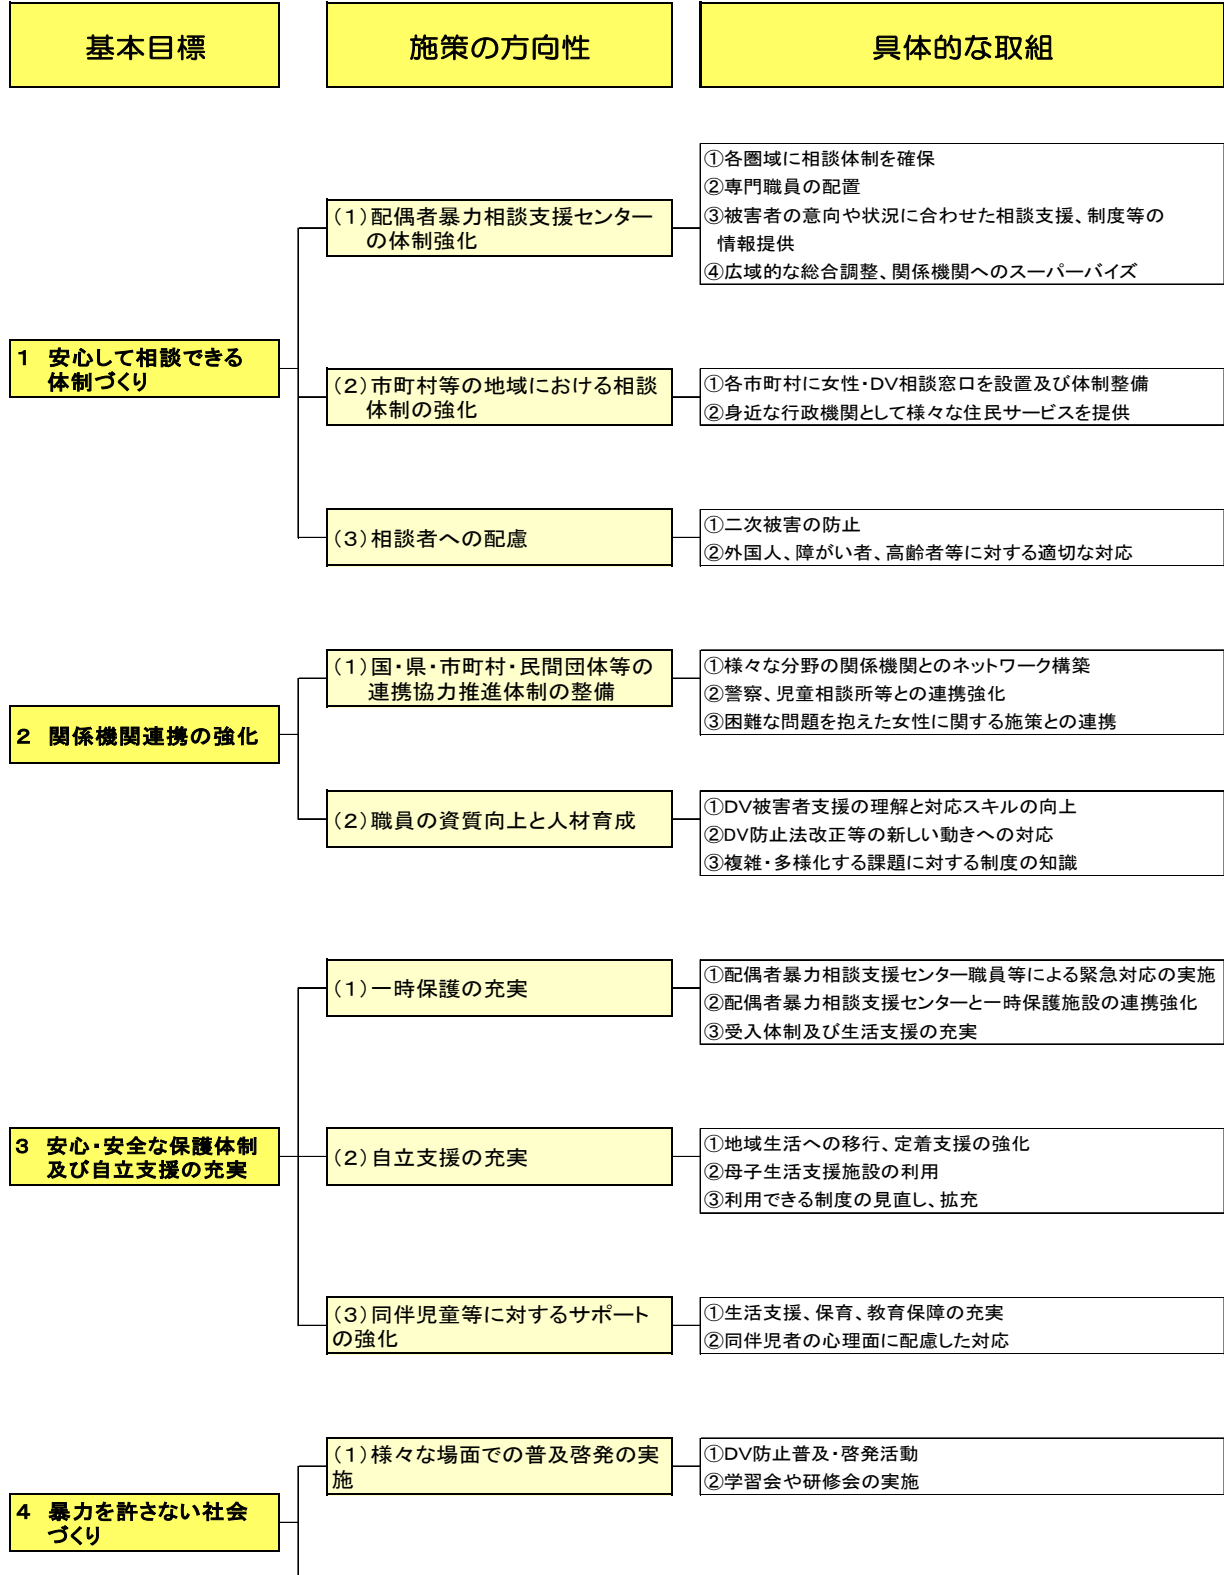 基本目標
施策の方向性
具体的な取組
1 安心して相談できる
体制づくり
(1)配偶者暴力相談支援センター
の体制強化
①各圏域に相談体制を確保
②専門職員の配置
③被害者の意向や状況に合わせた相談支援、制度等の
情報提供
④広域的な総合調整、関係機関へのスーパーバイズ
(2)市町村等の地域における相談
体制の強化
①各市町村に女性・DV相談窓口を設置及び体制整備
②身近な行政機関として様々な住民サービスを提供
(3)相談者への配慮
①二次被害の防止
②外国人、障がい者、高齢者等に対する適切な対応
2 関係機関連携の強化
(1)国・県・市町村・民間団体等の
連携協力推進体制の整備
①様々な分野の関係機関とのネットワーク構築
②警察、児童相談所等との連携強化
③困難な問題を抱えた女性に関する施策との連携
(2)職員の資質向上と人材育成
①DV被害者支援の理解と対応スキルの向上
②DV防止法改正等の新しい動きへの対応
③複雑・多様化する課題に対する制度の知識
3 安心・安全な保護体制
及び自立支援の充実
(1)一時保護の充実
①配偶者暴力相談支援センター職員等による緊急対応の実施
②配偶者暴力相談支援センターと一時保護施設の連携強化
③受入体制及び生活支援の充実
(2)自立支援の充実
①地域生活への移行、定着支援の強化
②母子生活支援施設の利用
③利用できる制度の見直し、拡充
(3)同伴児童等に対するサポート
の強化
①生活支援、保育、教育保障の充実
②同伴児者の心理面に配慮した対応
4 暴力を許さない社会
づくり
(1)様々な場面での普及啓発の実
施
①DV防止普及・啓発活動
②学習会や研修会の実施